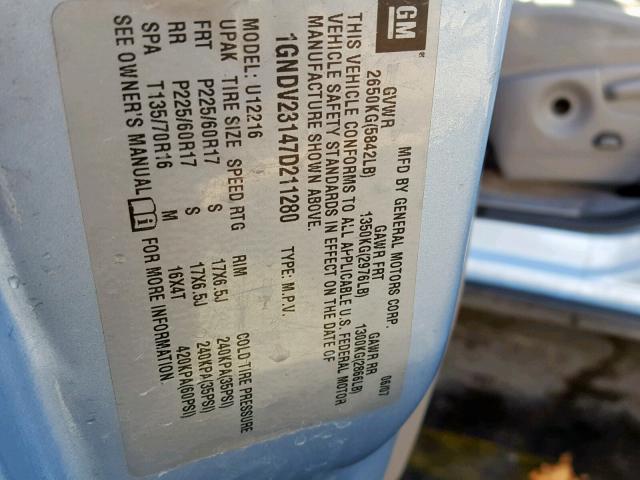 GM ®
MFD BY GENERAL MOTORS CORP. 06/07
GVWR GAWR FRT GAWR RR
2650KG(5842LB) 1350KG(2976LB) 1300KG(2866LB)
THIS VEHICLE CONFORMS TO ALL APPLICABLE U.S. FEDERAL MOTOR
VEHICLE SAFETY STANDARDS IN EFFECT ON THE DATE OF
MANUFACTURE SHOWN ABOVE.
1GNDV23147D211280 TYPE: M.P.V.
MODEL: U12216
UPAK TIRE SIZE SPEED RTG RIM COLD TIRE PRESSURE
FRT P225/60R17 S 17X6.5J 240KPA(35PSI)
RR P225/60R17 S 17X6.5J 240KPA(35PSI)
SPA T135/70R16 M 16X4T 420KPA(60PSI)
SEE OWNER'S MANUAL i FOR MORE INFORMATION.